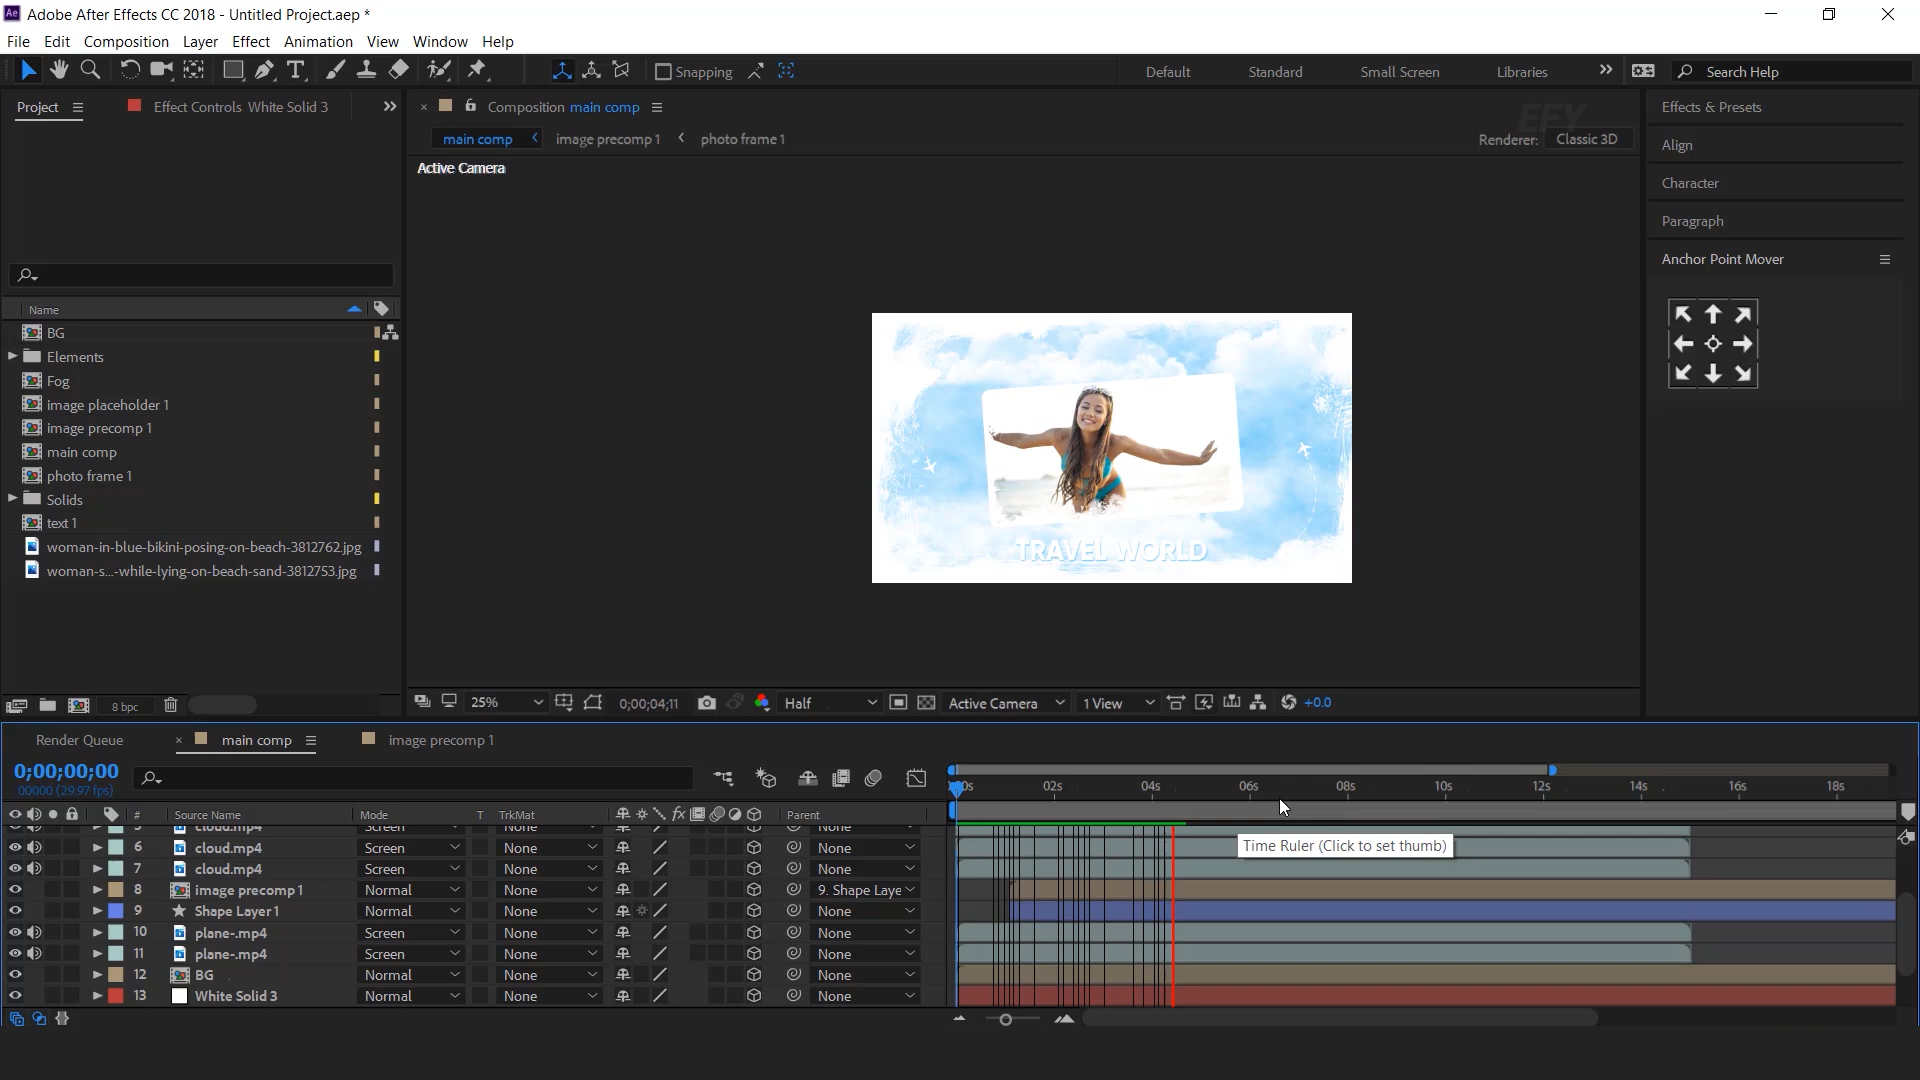 Ae Adobe After Effects CC 2018 - Untitled Project.aep *
File Edit Composition Layer Effect Animation View Window Help
Snapping Default Standard Small Screen Libraries Search Help
Project Effect Controls White Solid 3
Composition main comp
EFY
main comp image precomp 1 photo frame 1
Renderer: Classic 3D
Active Camera
Effects & Presets
Align
Character
Paragraph
Anchor Point Mover
Name
BG
Elements
Fog
image placeholder 1
image precomp 1
main comp
photo frame 1
Solids
text 1
woman-in-blue-bikini-posing-on-beach-3812762.jpg
woman-s...-while-lying-on-beach-sand-3812753.jpg
TRAVEL WORLD
8 bpc
25% 0;00;04;11 Half Active Camera 1 View +0.0
Render Queue main comp image precomp 1
0;00;00;00
00000 (29.97 fps)
00s 02s 04s 06s 08s 10s 12s 14s 16s 18s
# Source Name Mode T TrkMat fx Parent
5 cloud.mp4 Screen None None
6 cloud.mp4 Screen None None
7 cloud.mp4 Screen None None
8 image precomp 1 Normal None 9. Shape Laye
9 Shape Layer 1 Normal None None
10 plane-.mp4 Screen None None
11 plane-.mp4 Screen None None
12 BG Normal None None
13 White Solid 3 Normal None None
Time Ruler (Click to set thumb)